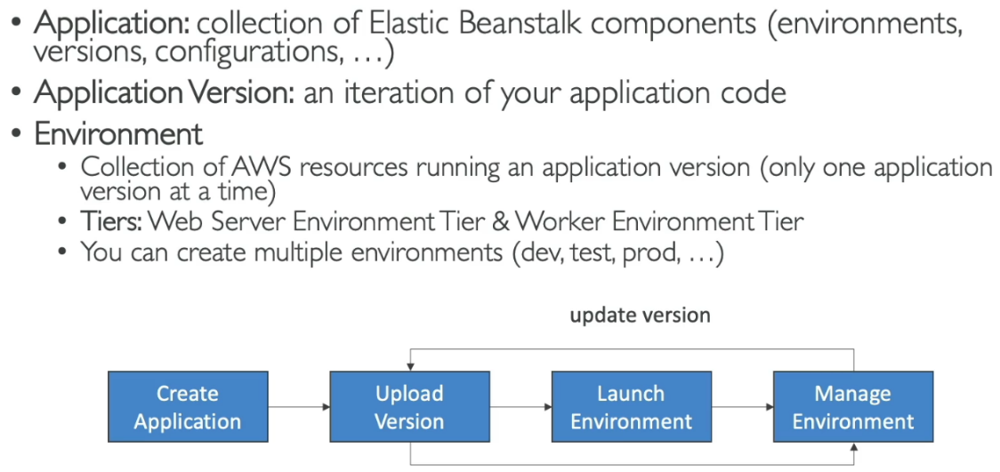 • Application: collection of Elastic Beanstalk components (environments,
versions, configurations, …)
• Application Version: an iteration of your application code
• Environment
• Collection of AWS resources running an application version (only one application
version at a time)
• Tiers: Web Server Environment Tier & Worker Environment Tier
• You can create multiple environments (dev, test, prod, …)
update version
Create
Application
Upload
Version
Launch
Environment
Manage
Environment